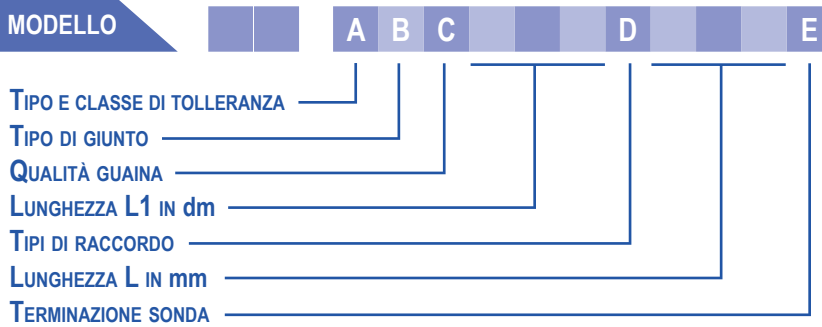 MODELLO A B C D E
TIPO E CLASSE DI TOLLERANZA
TIPO DI GIUNTO
QUALITÀ GUAINA
LUNGHEZZA L1 IN dm
TIPI DI RACCORDO
LUNGHEZZA L IN mm
TERMINAZIONE SONDA